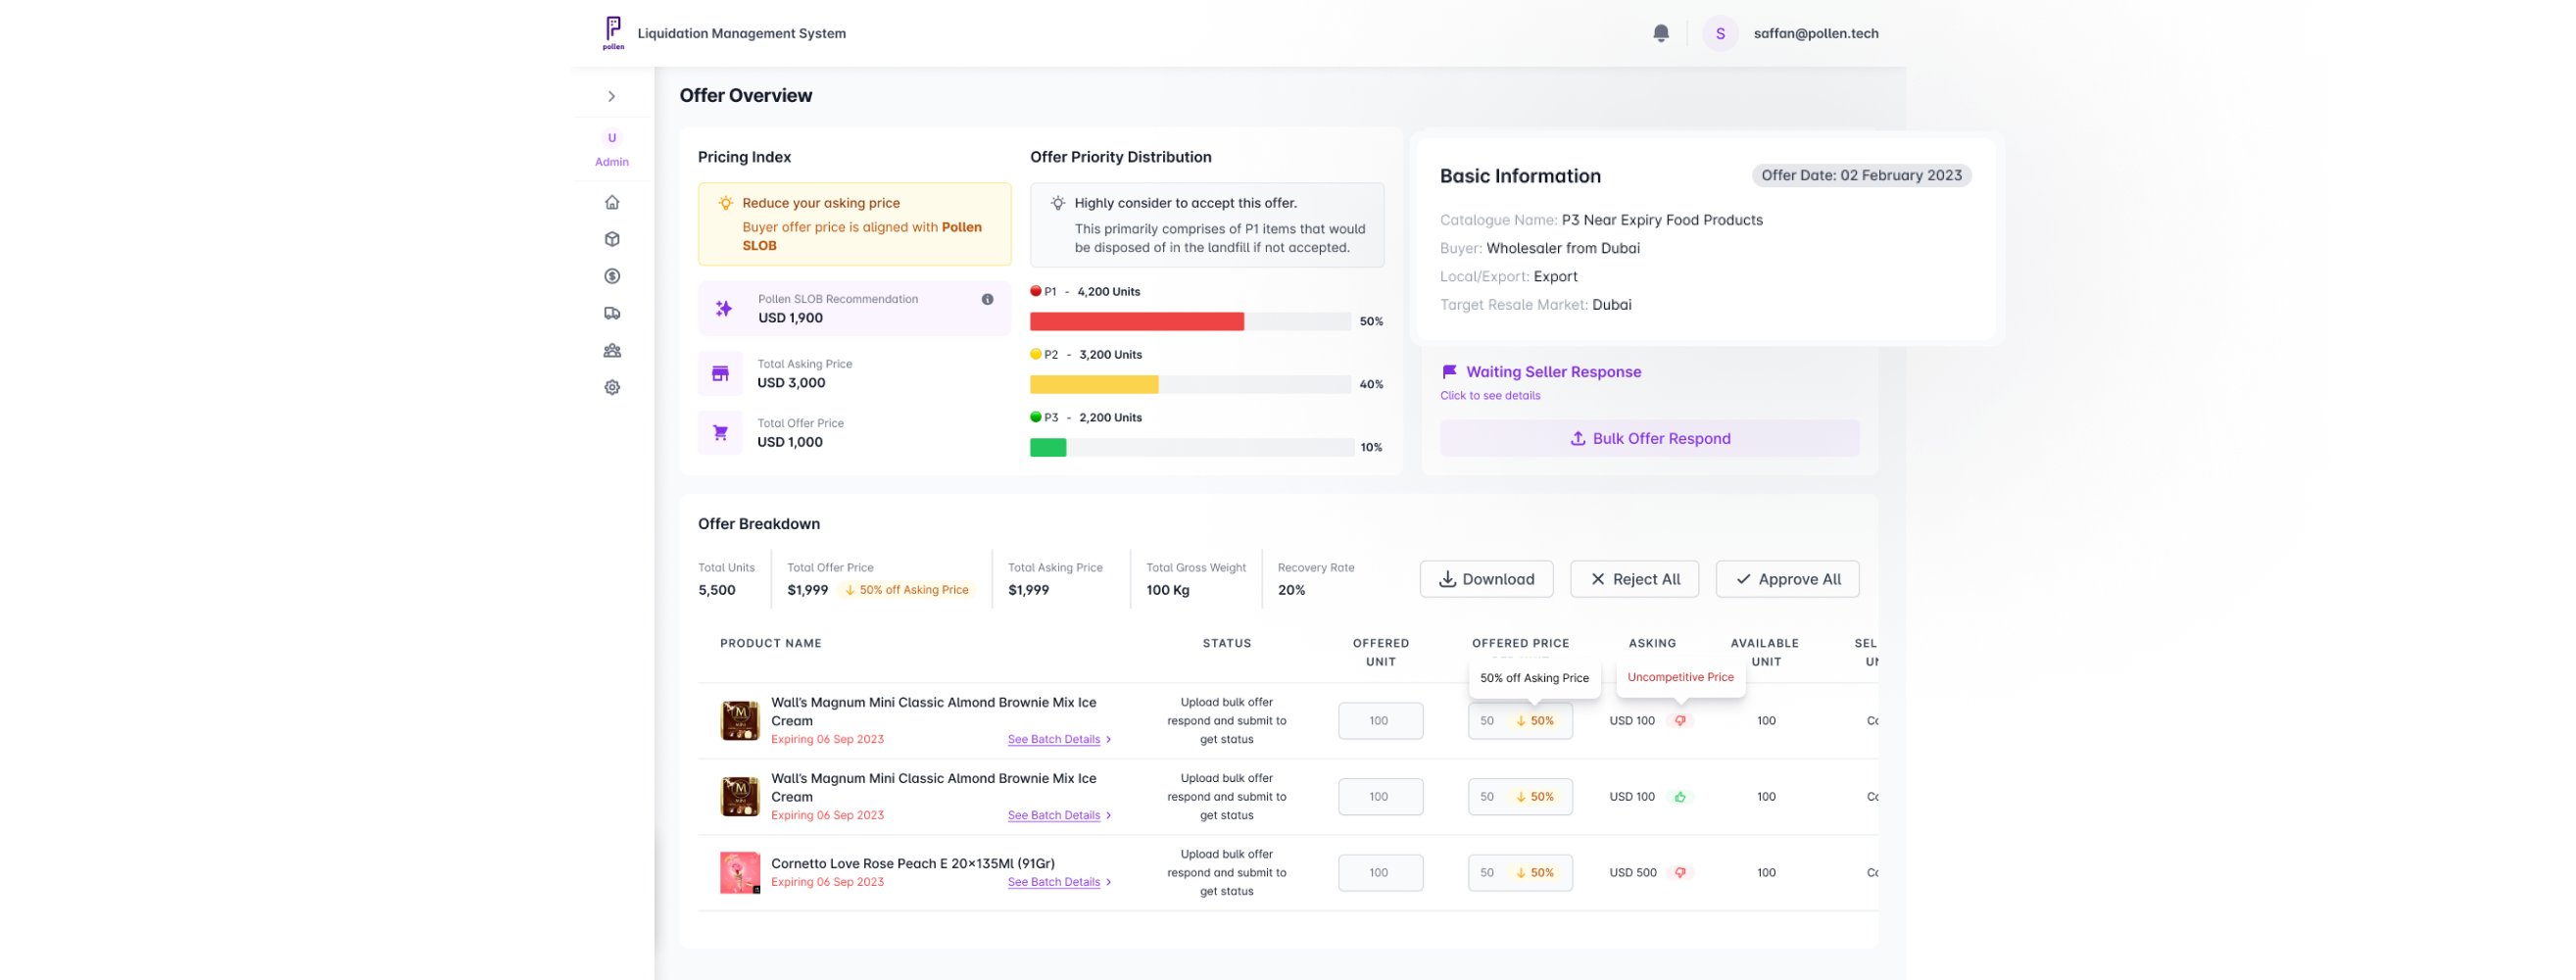 pollen
Liquidation Management System
S
saffan@pollen.tech
U
Admin
Offer Overview
Pricing Index
Reduce your asking price
Buyer offer price is aligned with Pollen
SLOB
Pollen SLOB Recommendation
USD 1,900
Total Asking Price
USD 3,000
Total Offer Price
USD 1,000
Offer Priority Distribution
Highly consider to accept this offer.
This primarily comprises of P1 items that would
be disposed of in the landfill if not accepted.
P1 - 4,200 Units
50%
P2 - 3,200 Units
40%
P3 - 2,200 Units
10%
Basic Information
Offer Date: 02 February 2023
Catalogue Name: P3 Near Expiry Food Products
Buyer: Wholesaler from Dubai
Local/Export: Export
Target Resale Market: Dubai
Waiting Seller Response
Click to see details
Bulk Offer Respond
Offer Breakdown
Total Units
5,500
Total Offer Price
$1,999 50% off Asking Price
Total Asking Price
$1,999
Total Gross Weight
100 Kg
Recovery Rate
20%
Download
Reject All
Approve All
PRODUCT NAME
STATUS
OFFERED
UNIT
OFFERED PRICE
ASKING
AVAILABLE
UNIT
SEL
UN
50% off Asking Price
Uncompetitive Price
Wall's Magnum Mini Classic Almond Brownie Mix Ice
Cream
Expiring 06 Sep 2023
See Batch Details
Upload bulk offer
respond and submit to
get status
100
50 50%
USD 100
100
Co
Wall's Magnum Mini Classic Almond Brownie Mix Ice
Cream
Expiring 06 Sep 2023
See Batch Details
Upload bulk offer
respond and submit to
get status
100
50 50%
USD 100
100
Co
Cornetto Love Rose Peach E 20x135Ml (91Gr)
Expiring 06 Sep 2023
See Batch Details
Upload bulk offer
respond and submit to
get status
100
50 50%
USD 500
100
Co